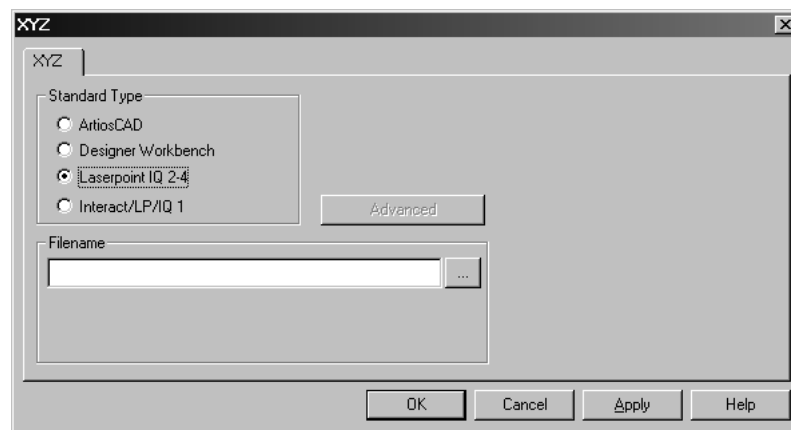 XYZ
XYZ
Standard Type
ArtiosCAD
Designer Workbench
Laserpoint IQ 2-4
Interact/LP/IQ 1
Advanced
Filename
...
OK Cancel Apply Help